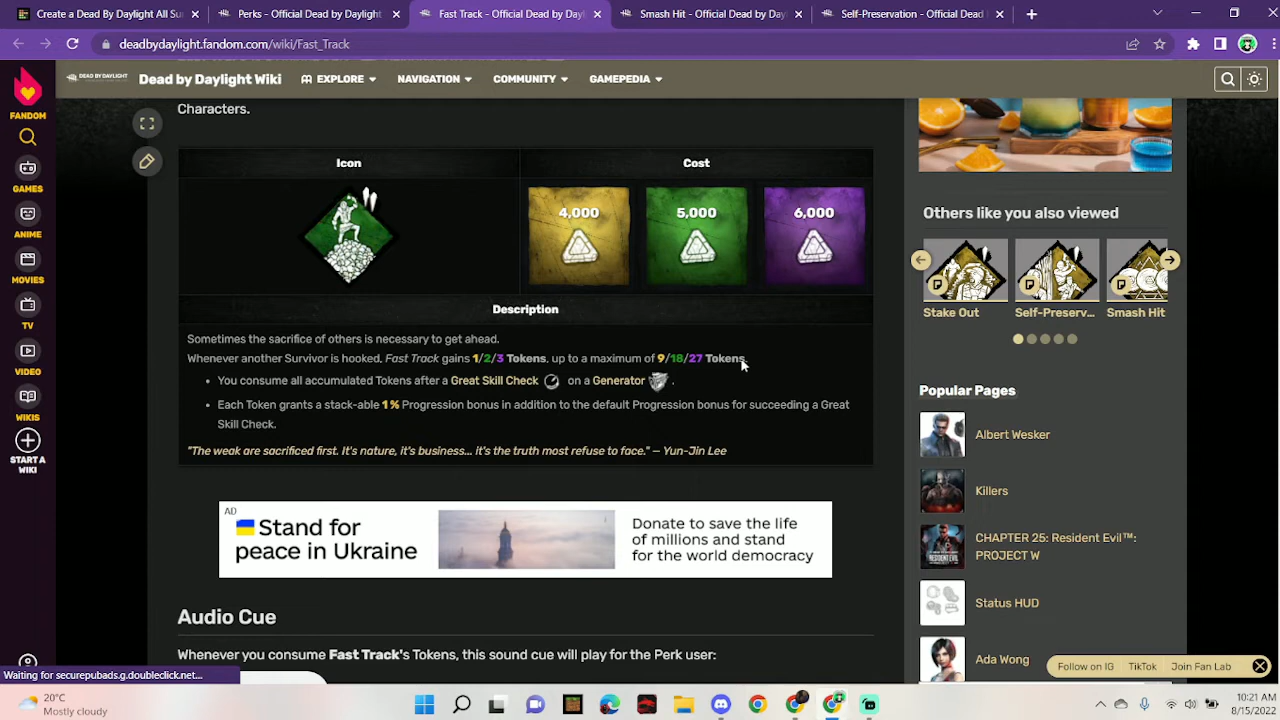 Dreading All Su
Perk - Official Dead by Dayli
Fast Track - Official Dead by Dayl
Smash Hit - Official Dead by Day
Self-Preservation - Official Dead
deadbydaylight.fandom.com/wiki/Fast_Track
DEAD BY DAYLIGHT
Dead by Daylight Wiki
EXPLORE
NAVIGATION
COMMUNITY
GAMEPEDIA
FANDOM
GAMES
ANIME
MOVIES
TV
VIDEO
WIKIS
START A
WIKI
Characters.
Icon
Cost
4,000
5,000
6,000
Description
Sometimes the sacrifice of others is necessary to get ahead.
Whenever another Survivor is hooked, Fast Track gains 1/2/3 Tokens, up to a maximum of 9/18/27 Tokens.
• You consume all accumulated Tokens after a Great Skill Check on a Generator .
• Each Token grants a stack-able 1 % Progression bonus in addition to the default Progression bonus for succeeding a Great
Skill Check.
"The weak are sacrificed first. It's nature, it's business... it's the truth most refuse to face." — Yun-Jin Lee
AD
Stand for
peace in Ukraine
Donate to save the life
of millions and stand
for the world democracy
Audio Cue
Whenever you consume Fast Track's Tokens, this sound cue will play for the Perk user:
Others like you also viewed
Stake Out
Self-Preserv...
Smash Hit
Popular Pages
Albert Wesker
Killers
CHAPTER 25: Resident Evil™:
PROJECT W
Status HUD
Ada Wong
Follow on IG
TikTok
Join Fan Lab
Waiting for securepubads.g.doubleclick.net...
20°C
Mostly cloudy
10:21 AM
8/15/2022